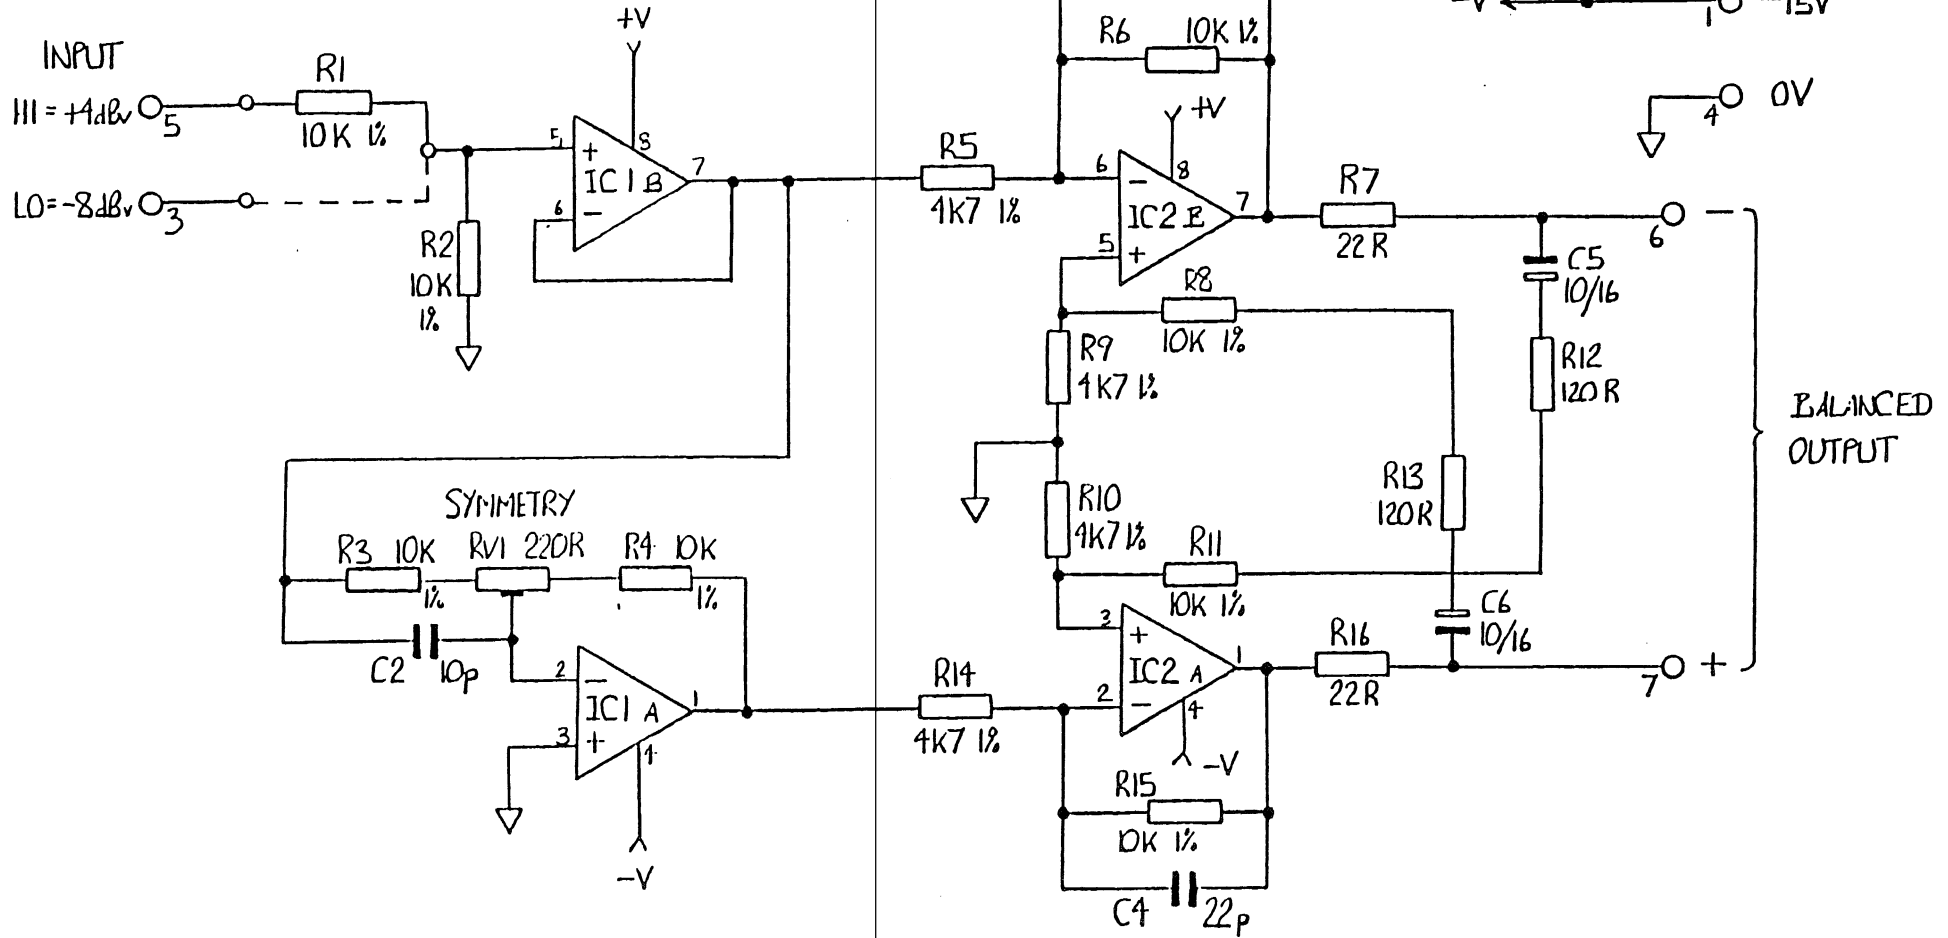 +V
-V
1
-15V
INPUT
R1
HI = +4dBv
5
10K 1%
R6
10K 1%
0V
4
+V
8
5
+
IC1 B
7
6
-
LO = -8dBv
3
R2
10K
1%
R5
4K7 1%
6
-
8
IC2 B
7
5
+
R7
22R
6
-
C5
10/16
R8
10K 1%
R9
4K7 1%
R12
120R
BALANCED
OUTPUT
R13
120R
R10
4K7 1%
SYMMETRY
R3 10K
1%
RV1 220R
R4 10K
1%
R11
10K 1%
C2
10p
2
-
IC1 A
1
3
+
4
-V
C6
10/16
3
+
IC2 A
1
2
-
4
-V
R14
4K7 1%
R16
22R
7
+
R15
10K 1%
C4
22p